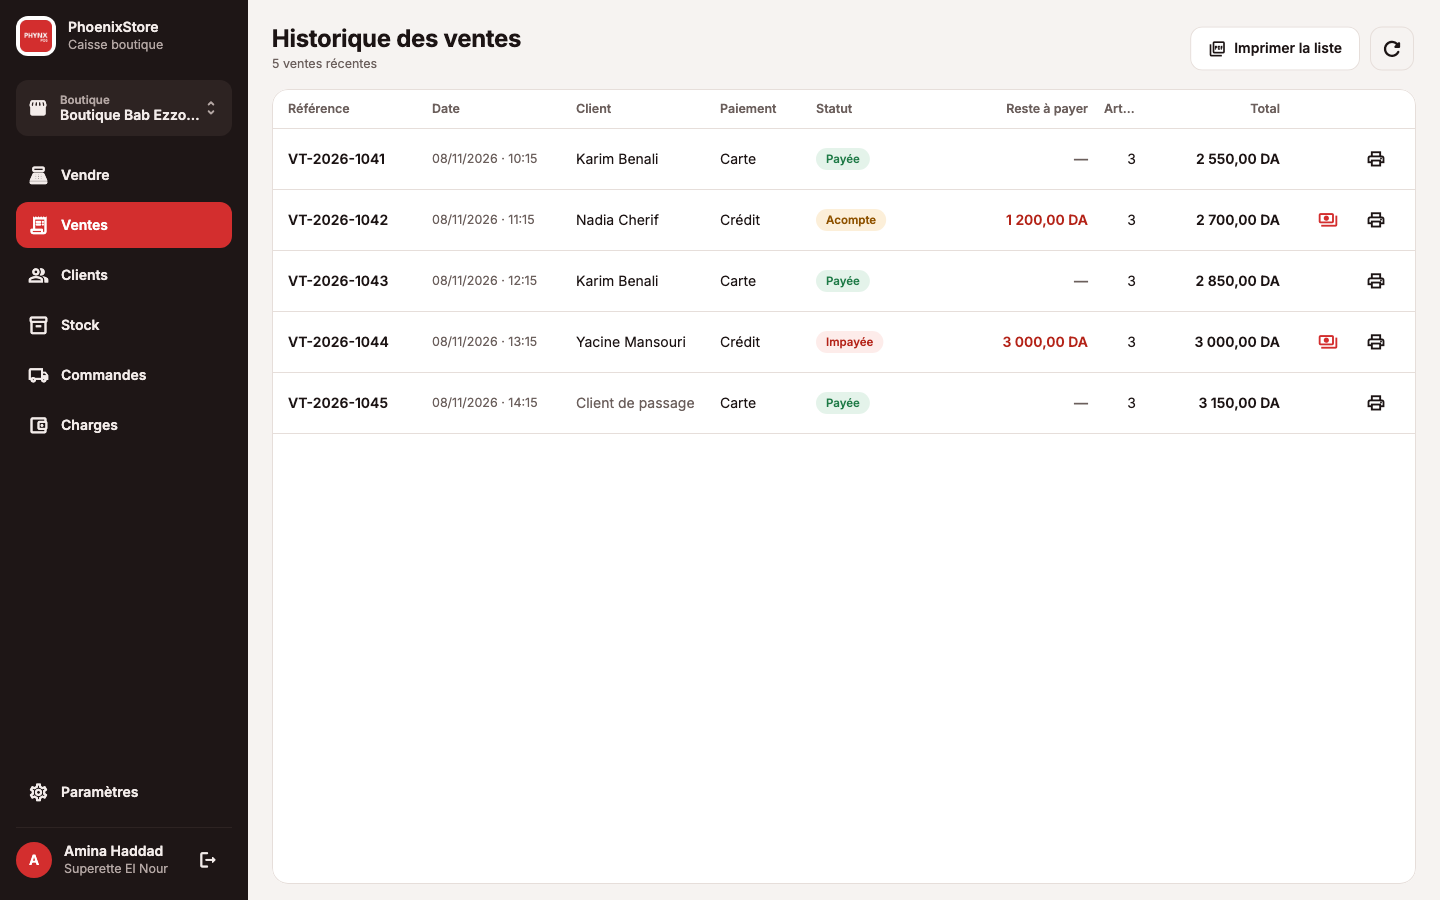 PHYNX
PhoenixStore
Caisse boutique
Boutique
Boutique Bab Ezzo...
Vendre
Ventes
Clients
Stock
Commandes
Charges
Paramètres
A
Amina Haddad
Superette El Nour
Historique des ventes
5 ventes récentes
Imprimer la liste
Référence Date Client Paiement Statut Reste à payer Art... Total
VT-2026-1041 08/11/2026 · 10:15 Karim Benali Carte Payée — 3 2 550,00 DA
VT-2026-1042 08/11/2026 · 11:15 Nadia Cherif Crédit Acompte 1 200,00 DA 3 2 700,00 DA
VT-2026-1043 08/11/2026 · 12:15 Karim Benali Carte Payée — 3 2 850,00 DA
VT-2026-1044 08/11/2026 · 13:15 Yacine Mansouri Crédit Impayée 3 000,00 DA 3 3 000,00 DA
VT-2026-1045 08/11/2026 · 14:15 Client de passage Carte Payée — 3 3 150,00 DA